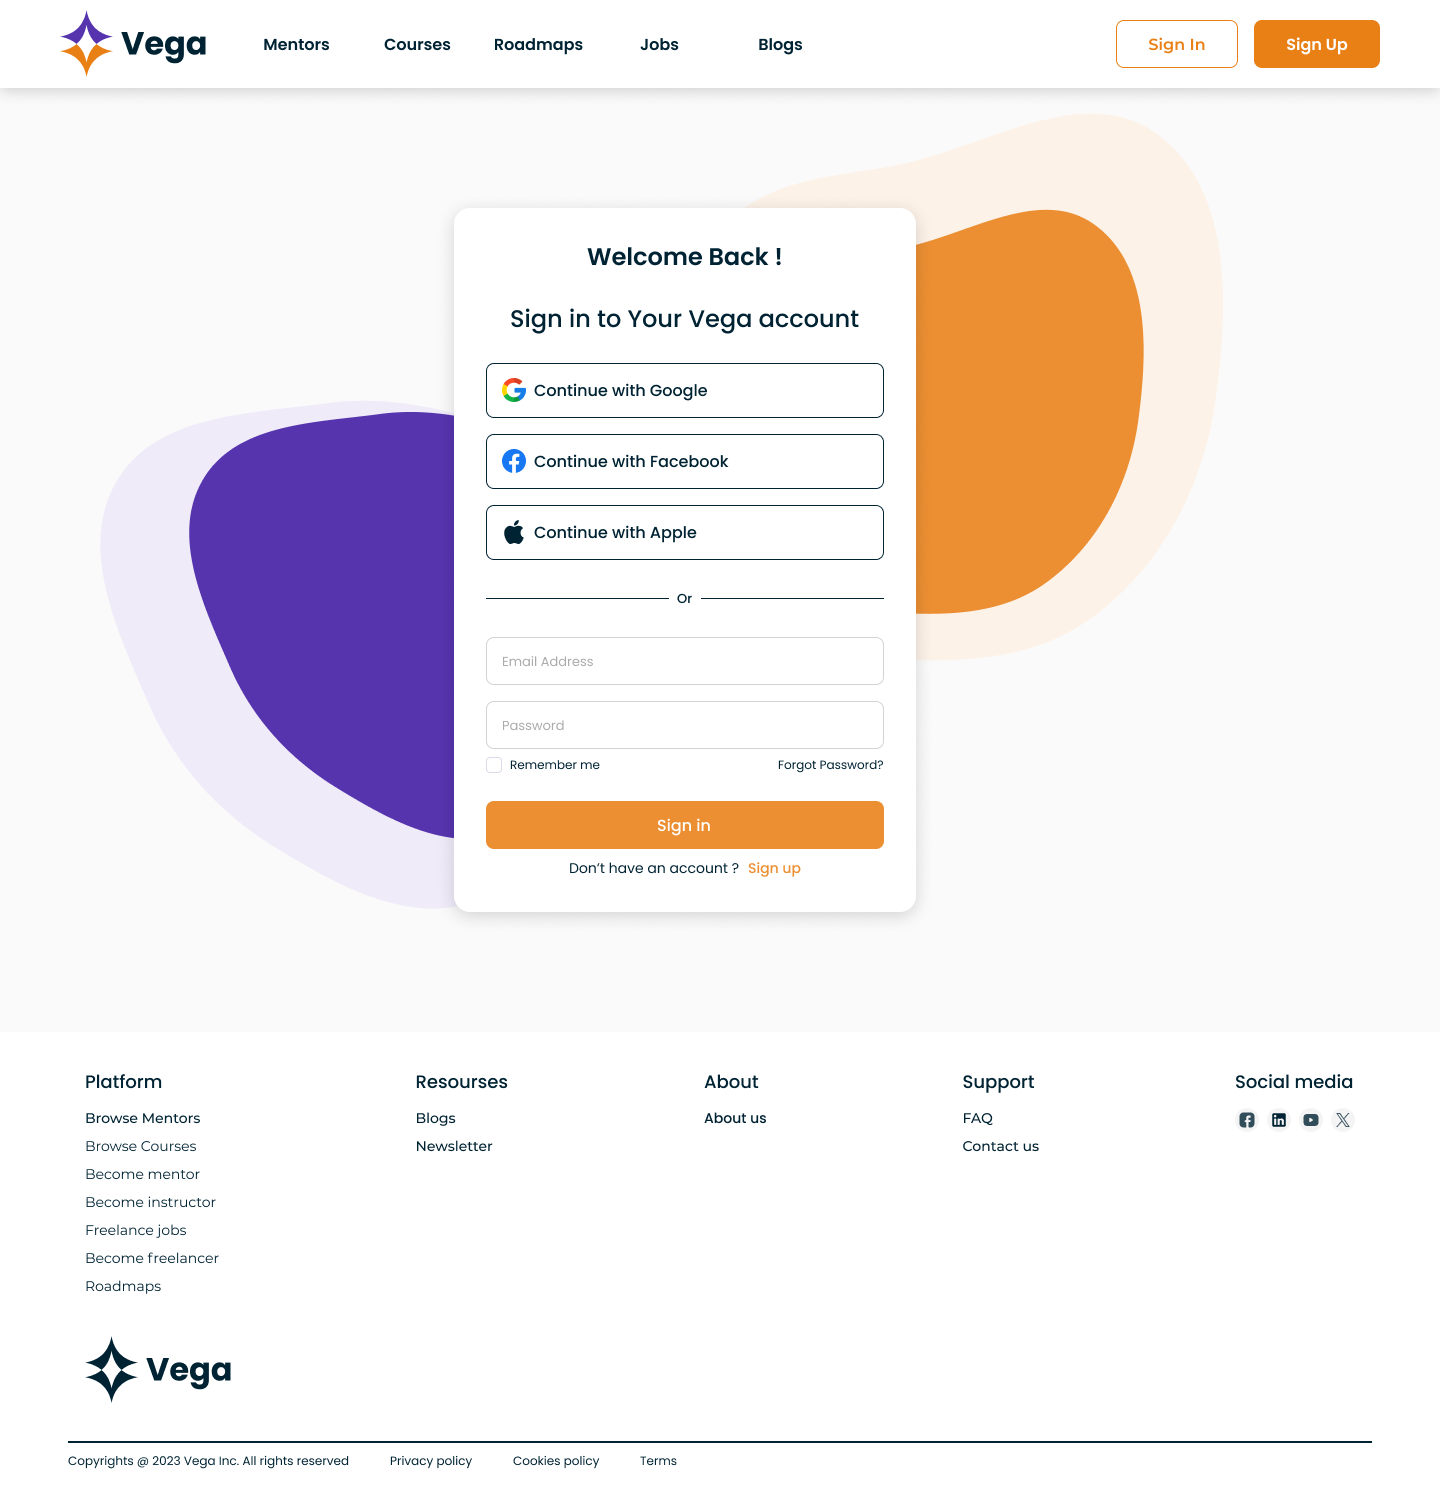 Vega Mentors Courses Roadmaps Jobs Blogs Sign In Sign Up
Welcome Back !
Sign in to Your Vega account
Continue with Google
Continue with Facebook
Continue with Apple
Or
Email Address
Password
Remember me Forgot Password?
Sign in
Don't have an account ? Sign up
Platform
Browse Mentors
Browse Courses
Become mentor
Become instructor
Freelance jobs
Become freelancer
Roadmaps
Resourses
Blogs
Newsletter
About
About us
Support
FAQ
Contact us
Social media
Vega
Copyrights @ 2023 Vega Inc. All rights reserved Privacy policy Cookies policy Terms